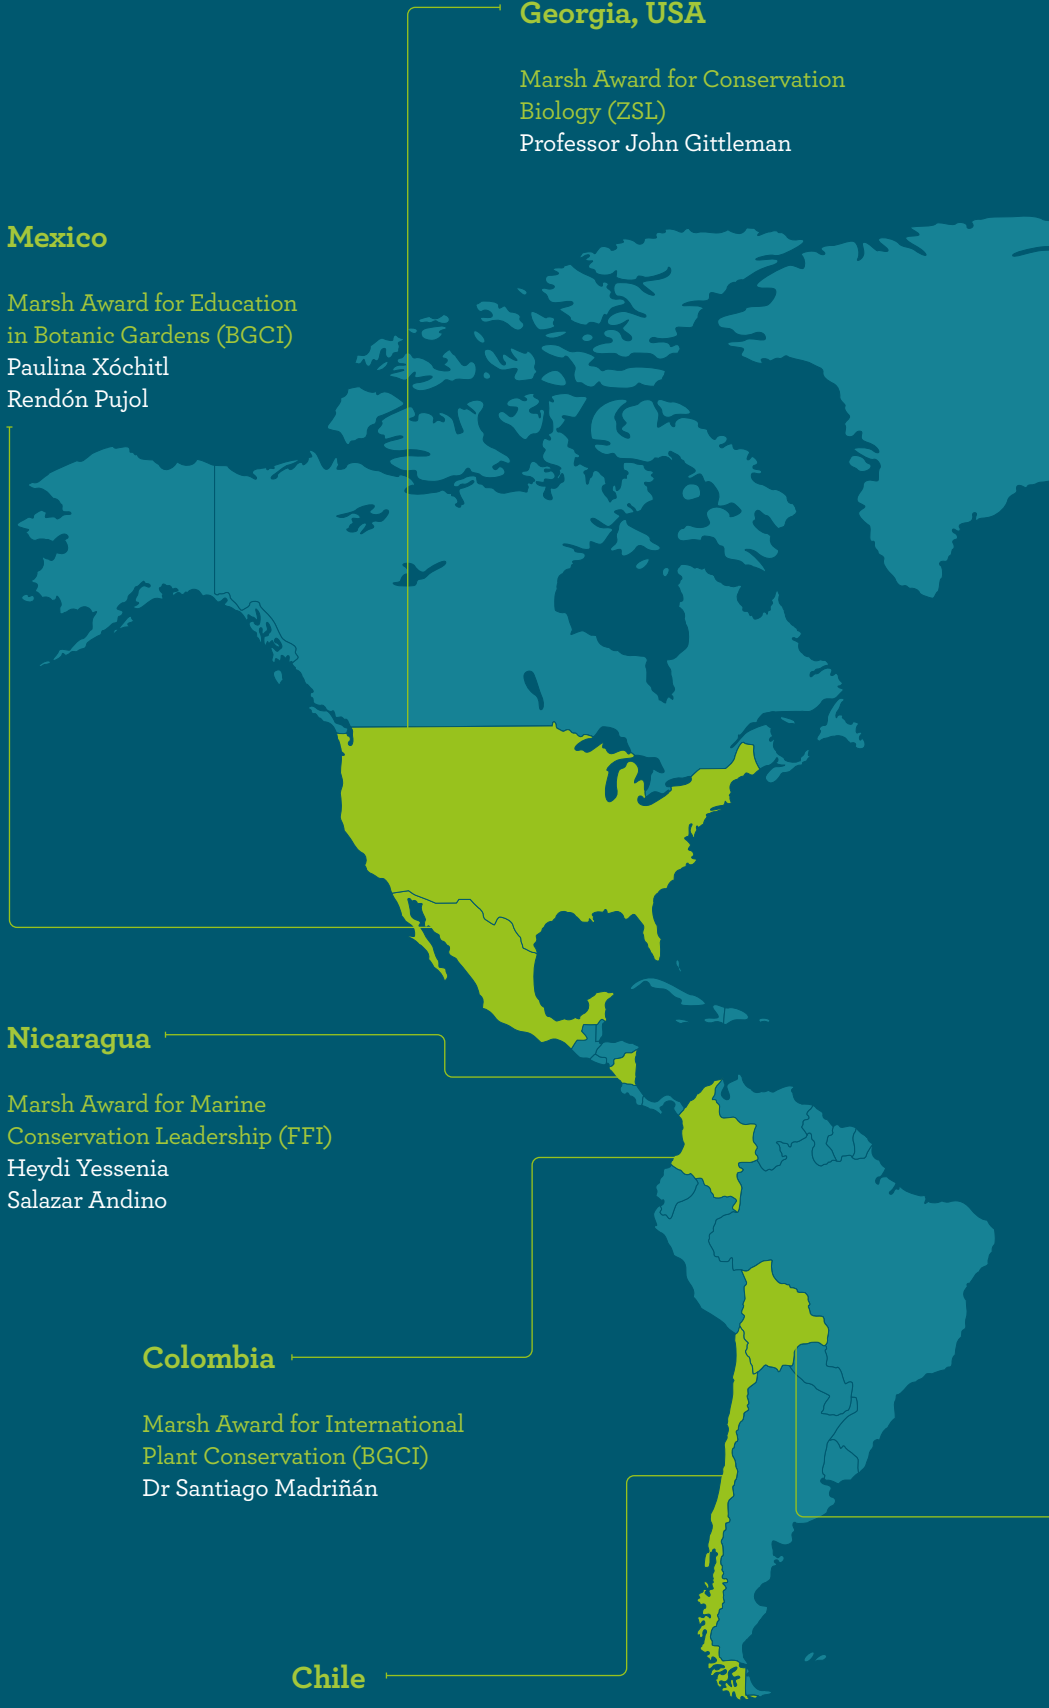 Georgia, USA
Marsh Award for Conservation
Biology (ZSL)
Professor John Gittleman
Mexico
Marsh Award for Education
in Botanic Gardens (BGCI)
Paulina Xóchitl
Rendón Pujol
Nicaragua
Marsh Award for Marine
Conservation Leadership (FFI)
Heydi Yessenia
Salazar Andino
Colombia
Marsh Award for International
Plant Conservation (BGCI)
Dr Santiago Madriñán
Chile